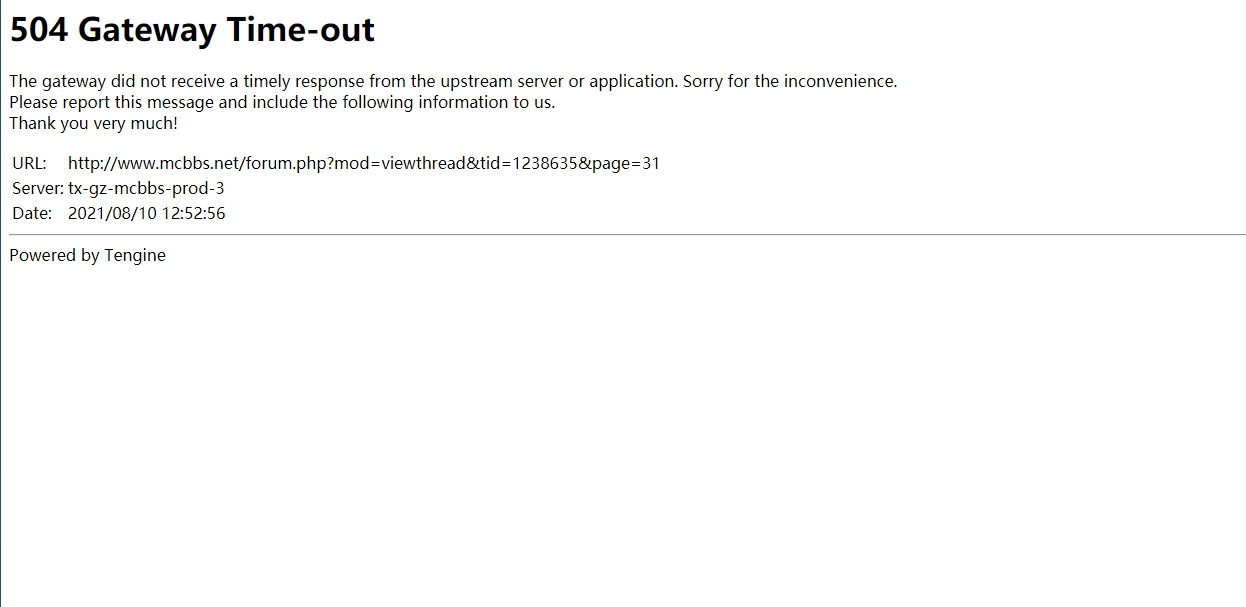 504 Gateway Time-out
The gateway did not receive a timely response from the upstream server or application. Sorry for the inconvenience.
Please report this message and include the following information to us.
Thank you very much!
URL: http://www.mcbbs.net/forum.php?mod=viewthread&tid=1238635&page=31
Server: tx-gz-mcbbs-prod-3
Date: 2021/08/10 12:52:56
Powered by Tengine